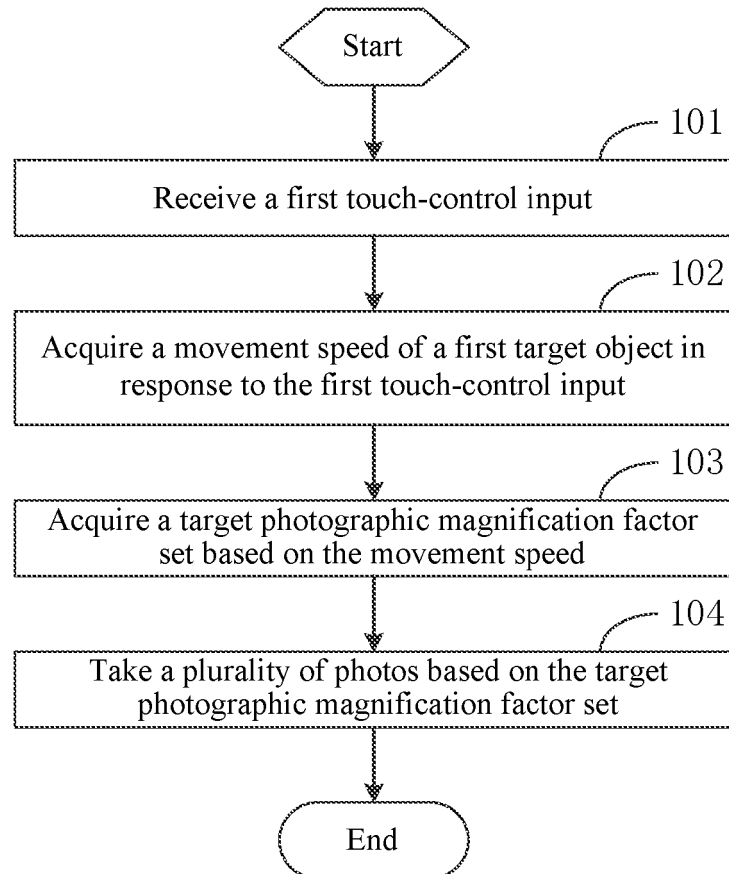 Start
101
Receive a first touch-control input
102
Acquire a movement speed of a first target object in
response to the first touch-control input
103
Acquire a target photographic magnification factor
set based on the movement speed
104
Take a plurality of photos based on the target
photographic magnification factor set
End